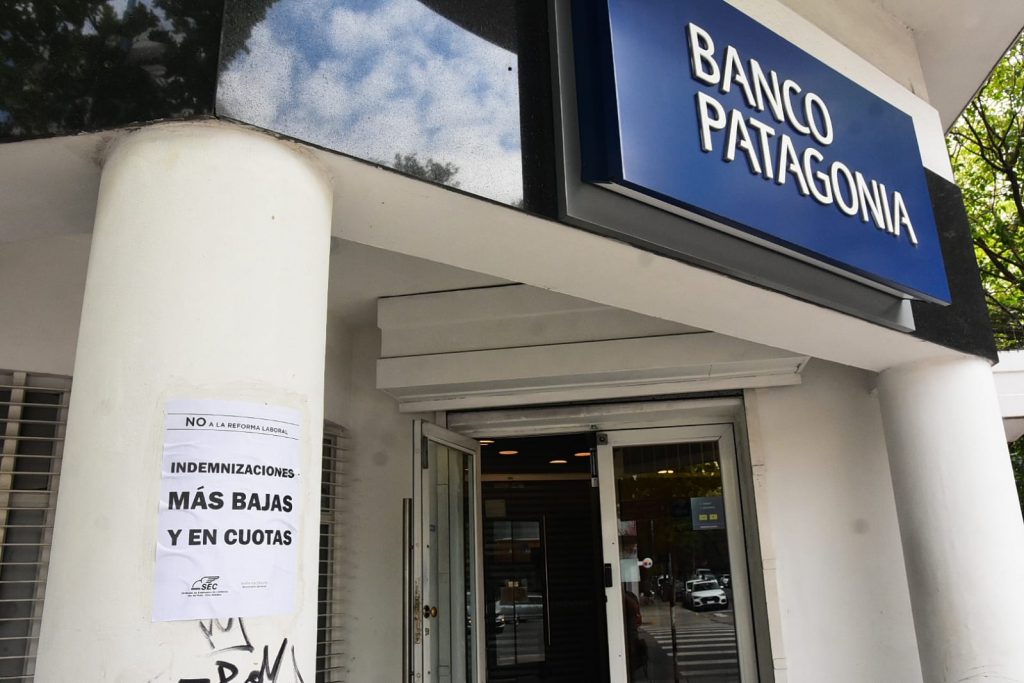 BANCO
PATAGONIA
NO A LA REFORMA LABORAL
INDEMNIZACIONES
MÁS BAJAS
Y EN CUOTAS
SEC